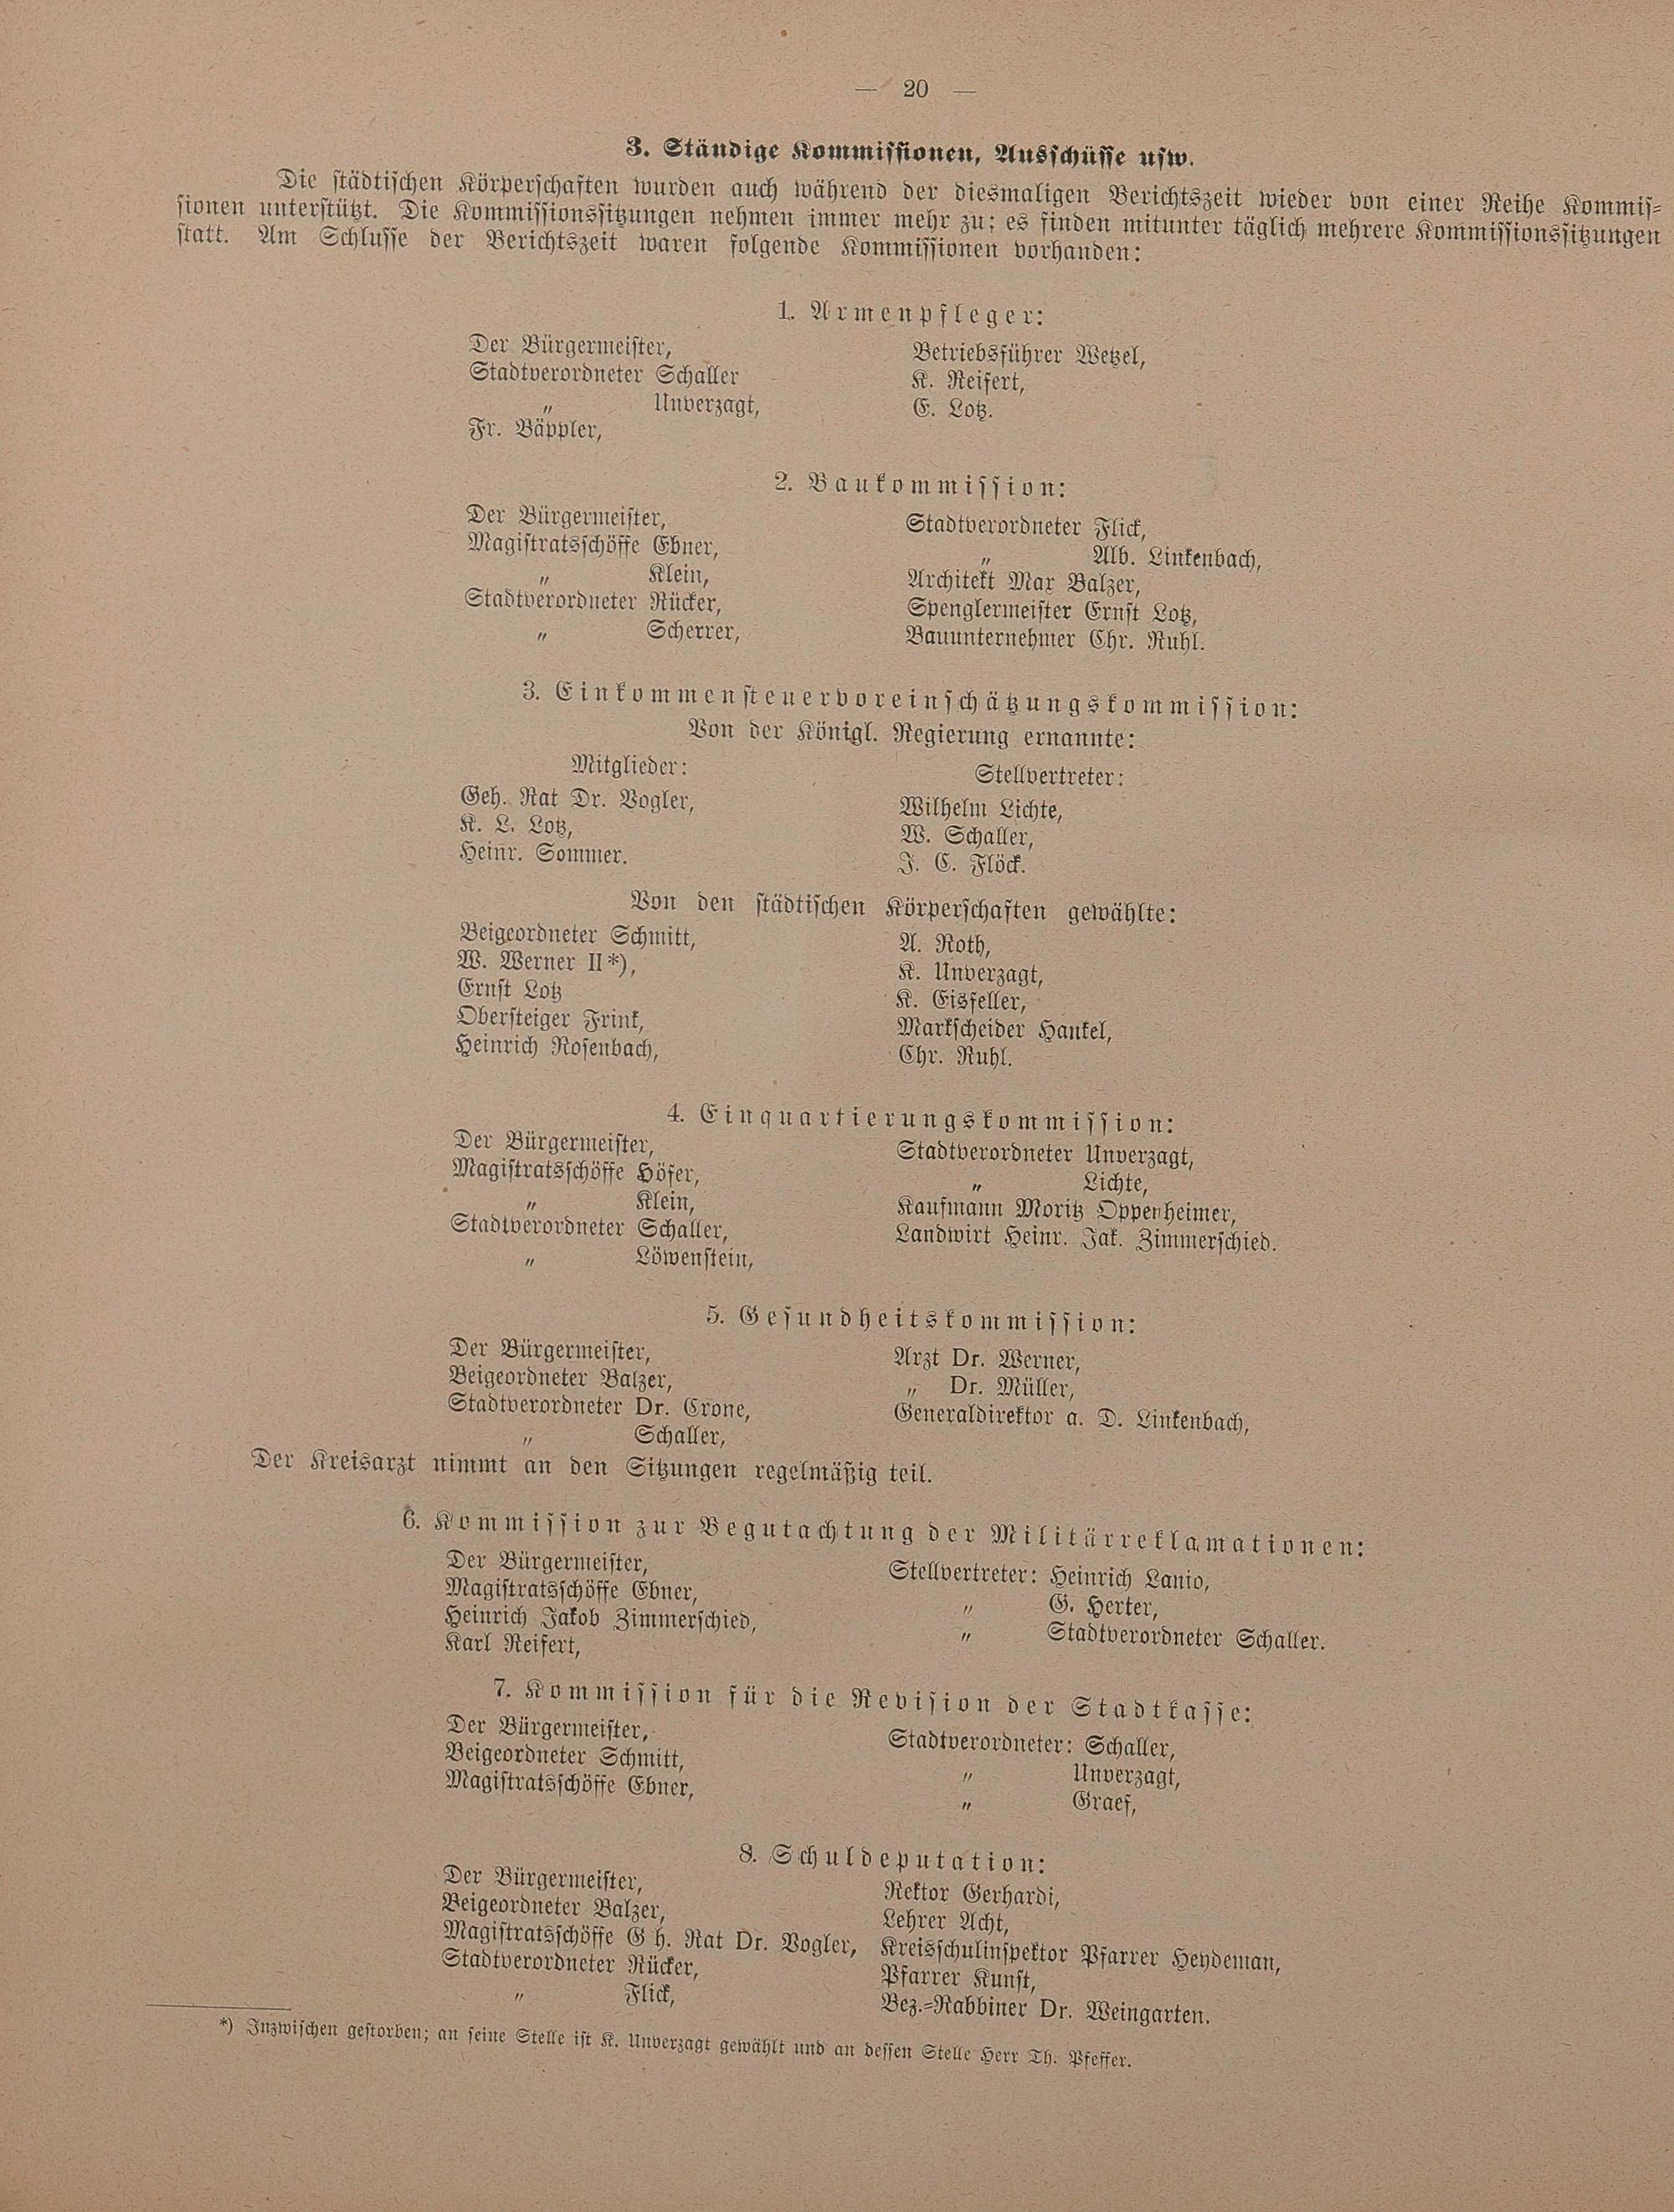 — 20 —
3. Ständige Kommissionen, Ausschüsse usw.
Die städtischen Körperschaften wurden auch während der diesmaligen Berichtszeit wieder von einer Reihe Kommis-
sionen unterstützt. Die Kommissionssitzungen nehmen immer mehr zu; es finden mitunter täglich mehrere Kommissionssitzungen
statt. Am Schlusse der Berichtszeit waren folgende Kommissionen vorhanden:
1. Armenpfleger:
Der Bürgermeister,
Stadtverordneter Schaller
„ Unverzagt,
Fr. Bäppler,
Betriebsführer Wetzel,
K. Reifert,
E. Lotz.
2. Baukommission:
Der Bürgermeister,
Magistratsschöffe Ebner,
„ Klein,
Stadtverordneter Rücker,
„ Scherrer,
Stadtverordneter Flick,
„ Alb. Linkenbach,
Architekt Max Balzer,
Spenglermeister Ernst Lotz,
Bauunternehmer Chr. Ruhl.
3. Einkommensteuervoreinschätzungskommission:
Von der Königl. Regierung ernannte:
Mitglieder:
Geh. Rat Dr. Vogler,
K. L. Lotz,
Heinr. Sommer.
Stellvertreter:
Wilhelm Lichte,
W. Schaller,
J. C. Flöck.
Von den städtischen Körperschaften gewählte:
Beigeordneter Schmitt,
W. Werner II*),
Ernst Lotz
Obersteiger Frink,
Heinrich Rosenbach,
A. Roth,
K. Unverzagt,
K. Eisfeller,
Markscheider Hankel,
Chr. Ruhl.
4. Einquartierungskommission:
Der Bürgermeister,
Magistratsschöffe Höfer,
„ Klein,
Stadtverordneter Schaller,
„ Löwenstein,
Stadtverordneter Unverzagt,
„ Lichte,
Kaufmann Moritz Oppenheimer,
Landwirt Heinr. Jak. Zimmerschied.
5. Gesundheitskommission:
Der Bürgermeister,
Beigeordneter Balzer,
Stadtverordneter Dr. Crone,
„ Schaller,
Arzt Dr. Werner,
„ Dr. Müller,
Generaldirektor a. D. Linkenbach,
Der Kreisarzt nimmt an den Sitzungen regelmäßig teil.
6. Kommission zur Begutachtung der Militärreklamationen:
Der Bürgermeister,
Magistratsschöffe Ebner,
Heinrich Jakob Zimmerschied,
Karl Reifert,
Stellvertreter: Heinrich Lanio,
„ G. Herter,
„ Stadtverordneter Schaller.
7. Kommission für die Revision der Stadtkasse:
Der Bürgermeister,
Beigeordneter Schmitt,
Magistratsschöffe Ebner,
Stadtverordneter: Schaller,
„ Unverzagt,
„ Graef,
8. Schuldeputation:
Der Bürgermeister,
Beigeordneter Balzer,
Magistratsschöffe G h. Rat Dr. Vogler,
Stadtverordneter Rücker,
„ Flick,
Rektor Gerhardi,
Lehrer Acht,
Kreisschulinspektor Pfarrer Heydeman,
Pfarrer Kunst,
Bez.-Rabbiner Dr. Weingarten.
*) Inzwischen gestorben; an seine Stelle ist K. Unverzagt gewählt und an dessen Stelle Herr Th. Pfeffer.